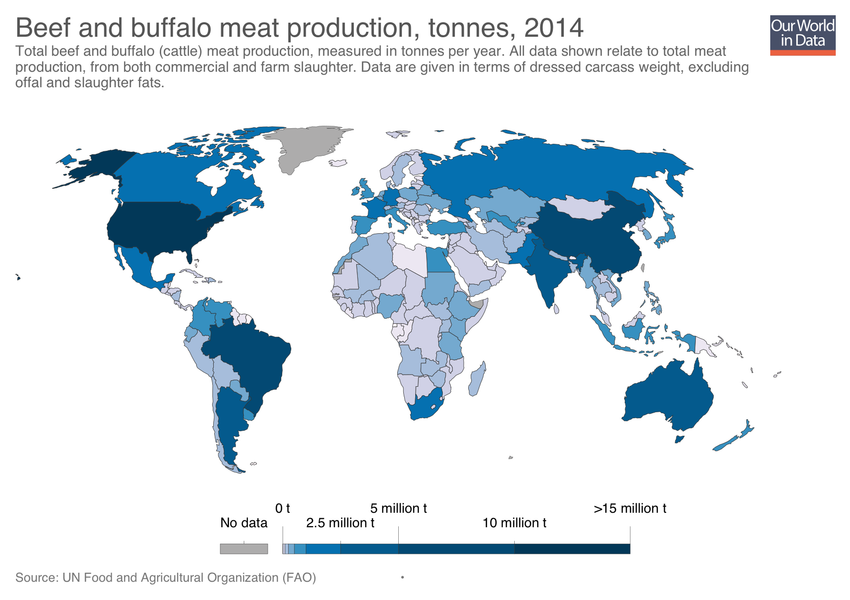 Beef and buffalo meat production, tonnes, 2014
Our World
in Data
Total beef and buffalo (cattle) meat production, measured in tonnes per year. All data shown relate to total meat
production, from both commercial and farm slaughter. Data are given in terms of dressed carcass weight, excluding
offal and slaughter fats.
0 t 5 million t >15 million t
No data 2.5 million t 10 million t
Source: UN Food and Agricultural Organization (FAO) •